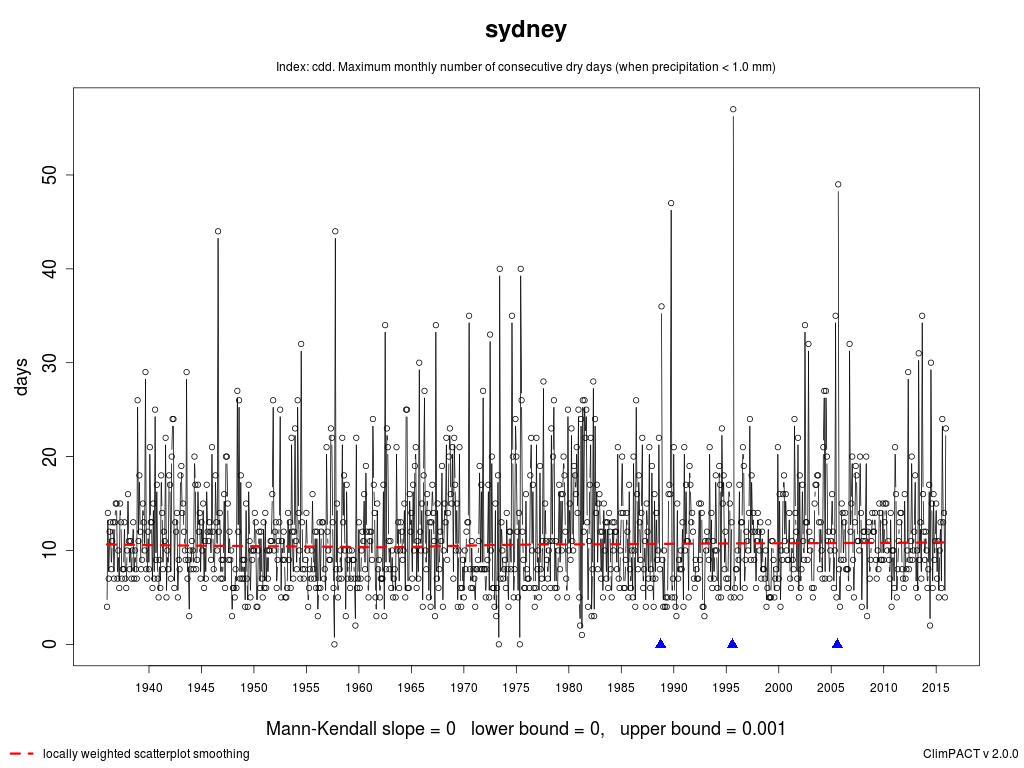 sydney
Index: cdd. Maximum monthly number of consecutive dry days (when precipitation < 1.0 mm)
days
50
40
30
20
10
0
1940 1945 1950 1955 1960 1965 1970 1975 1980 1985 1990 1995 2000 2005 2010 2015
Mann-Kendall slope = 0 lower bound = 0, upper bound = 0.001
locally weighted scatterplot smoothing
ClimPACT v 2.0.0